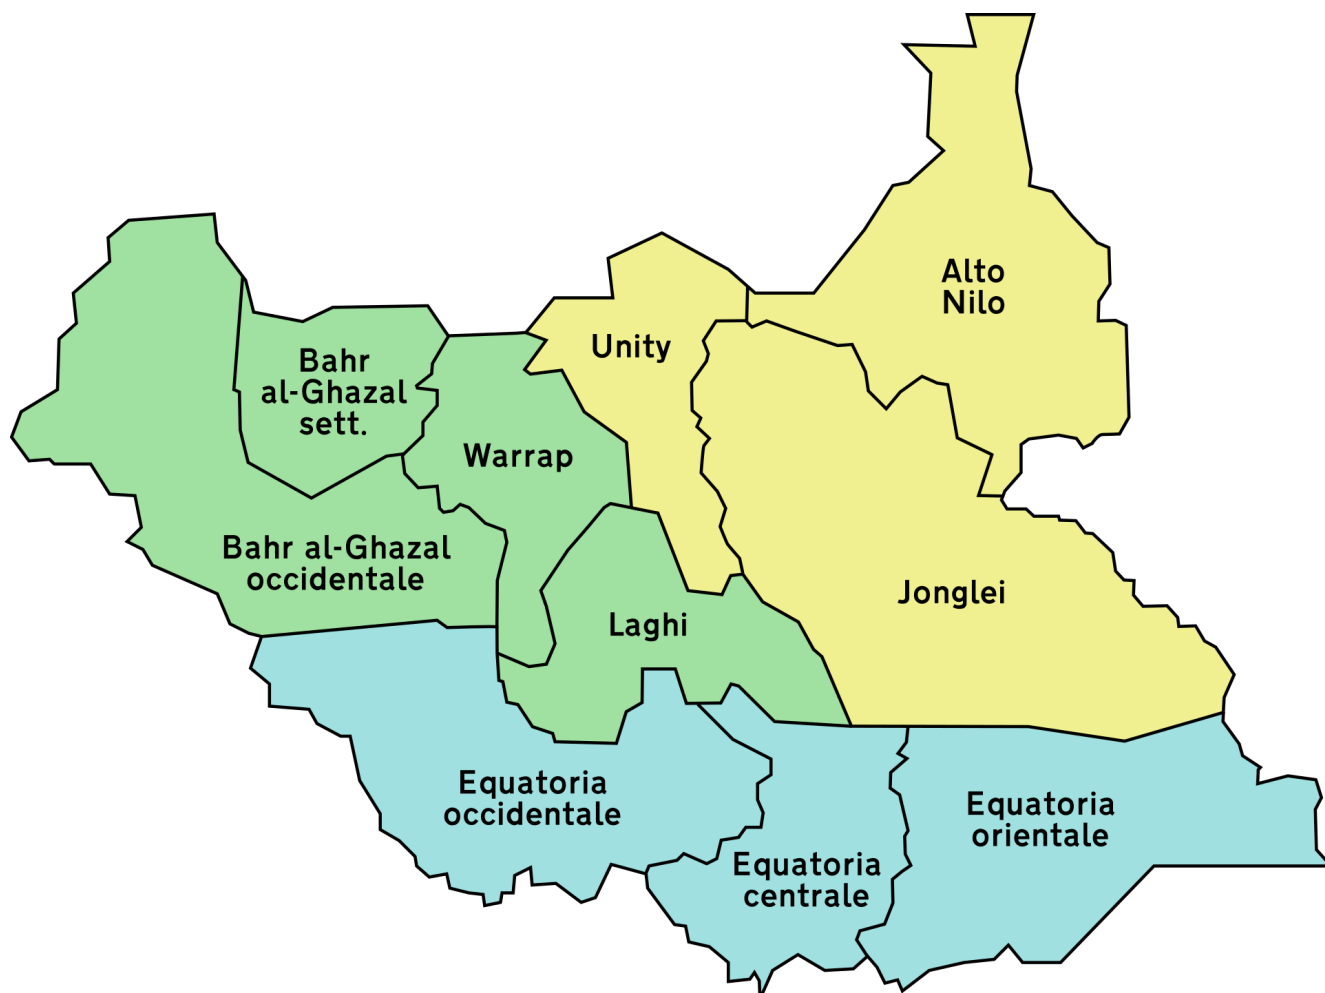 Alto
Nilo
Unity
Bahr
al-Ghazal
sett.
Warrap
Bahr al-Ghazal
occidentale
Jonglei
Laghi
Equatoria
occidentale
Equatoria
orientale
Equatoria
centrale